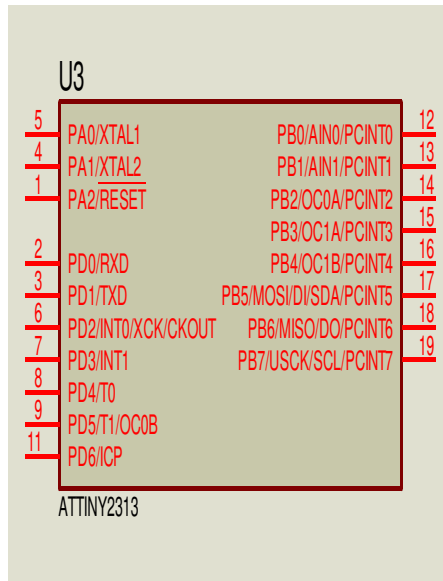 U3
5 PA0/XTAL1 PB0/AIN0/PCINT0 12
4 PA1/XTAL2 PB1/AIN1/PCINT1 13
1 PA2/RESET PB2/OC0A/PCINT2 14
PB3/OC1A/PCINT3 15
2 PD0/RXD PB4/OC1B/PCINT4 16
3 PD1/TXD PB5/MOSI/DI/SDA/PCINT5 17
6 PD2/INT0/XCK/CKOUT PB6/MISO/DO/PCINT6 18
7 PD3/INT1 PB7/USCK/SCL/PCINT7 19
8 PD4/T0
9 PD5/T1/OC0B
11 PD6/ICP
ATTINY2313